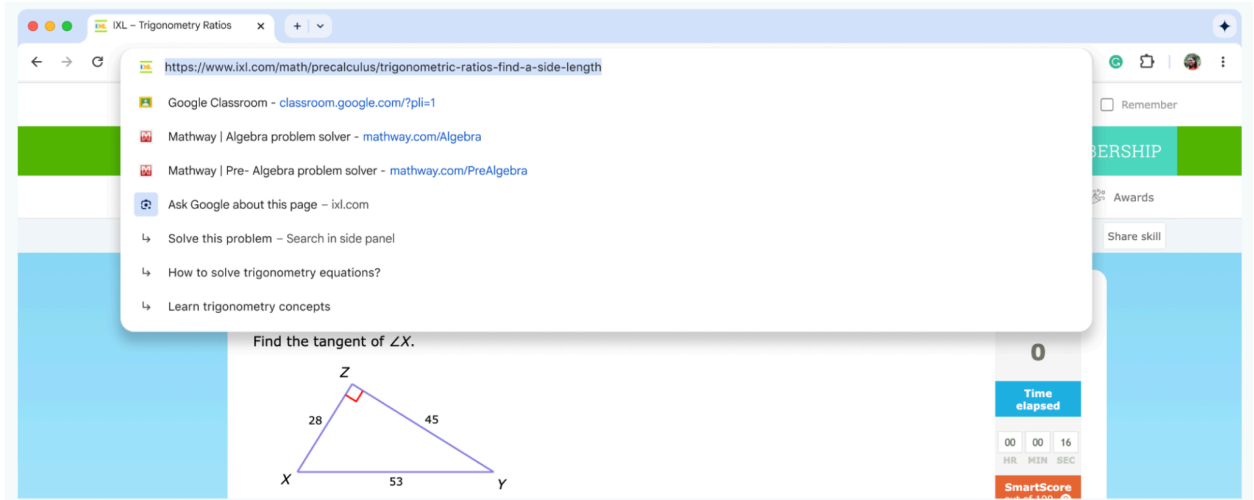 IXL – Trigonometry Ratios
https://www.ixl.com/math/precalculus/trigonometric-ratios-find-a-side-length
Google Classroom - classroom.google.com/?pli=1
Remember
Mathway | Algebra problem solver - mathway.com/Algebra
BERSHIP
Mathway | Pre- Algebra problem solver - mathway.com/PreAlgebra
Ask Google about this page – ixl.com
Awards
Solve this problem – Search in side panel
Share skill
How to solve trigonometry equations?
Learn trigonometry concepts
Find the tangent of ∠X.
0
Z
Time
elapsed
28
45
00 00 16
HR MIN SEC
X
53
Y
SmartScore
out of 100